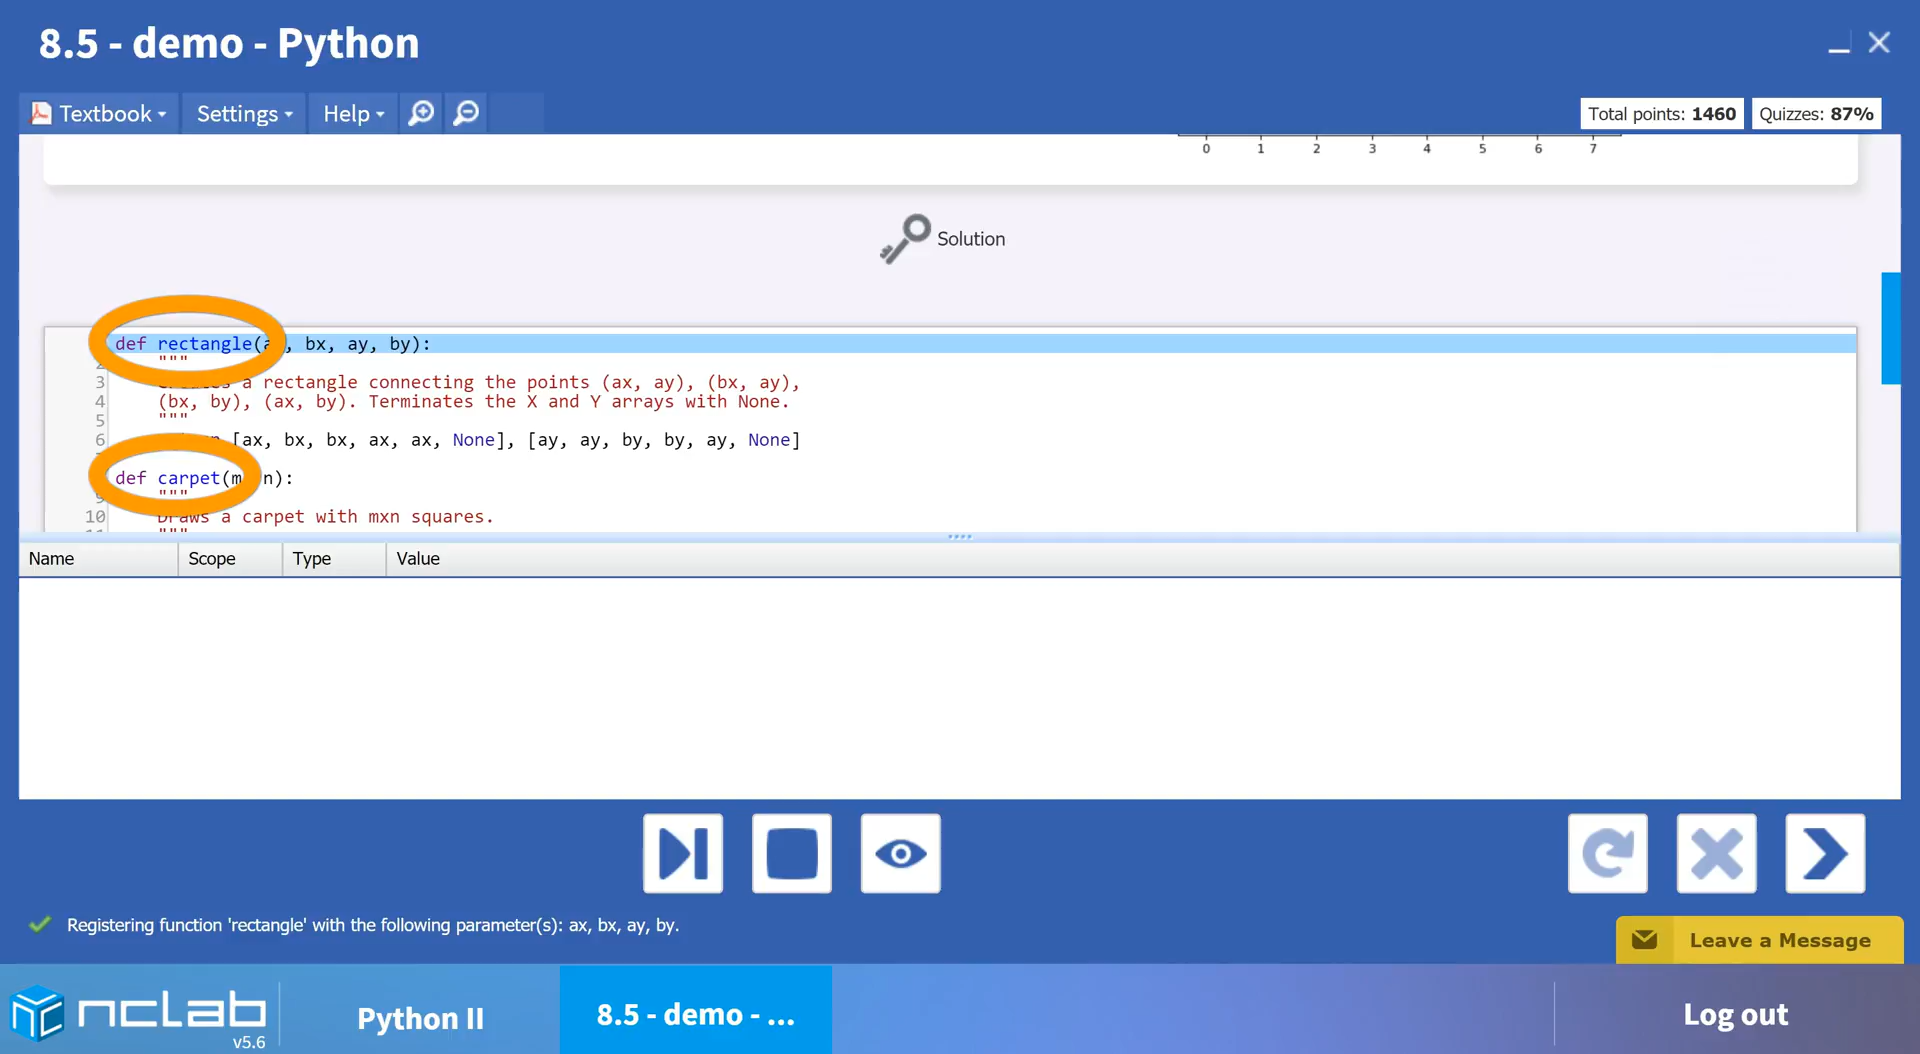 8.5 - demo - Python
Textbook
Settings
Help
Total points: 1460
Quizzes: 87%
0 1 2 3 4 5 6 7
Solution
def rectangle( , bx, ay, by):
"""
3 a rectangle connecting the points (ax, ay), (bx, ay),
4 (bx, by), (ax, by). Terminates the X and Y arrays with None.
5 """
6 [ax, bx, bx, ax, ax, None], [ay, ay, by, by, ay, None]
def carpet(m n):
"""
10 Draws a carpet with mxn squares.
"""
Name Scope Type Value
Registering function 'rectangle' with the following parameter(s): ax, bx, ay, by.
Leave a Message
nclab
v5.6
Python II
8.5 - demo - ...
Log out